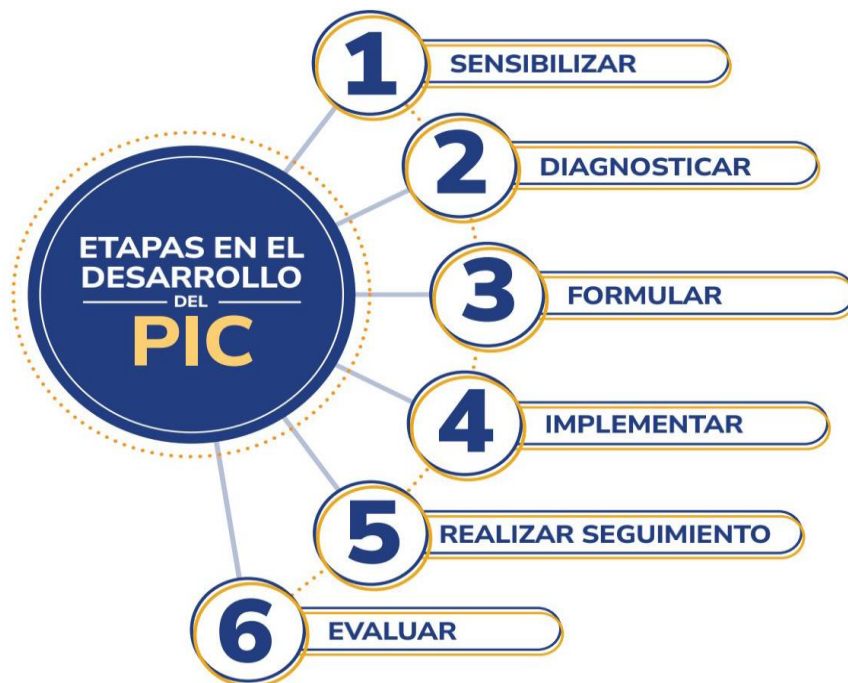 ETAPAS EN EL
DESARROLLO
DEL
PIC
1
SENSIBILIZAR
2
DIAGNOSTICAR
3
FORMULAR
4
IMPLEMENTAR
5
REALIZAR SEGUIMIENTO
6
EVALUAR